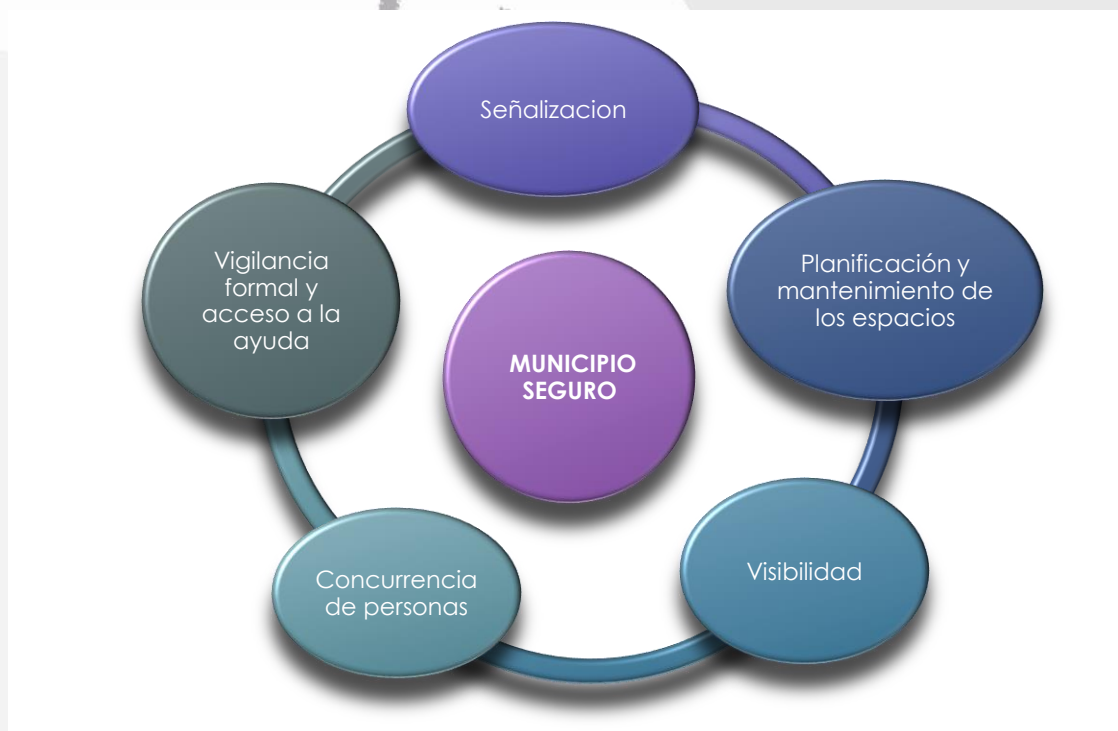 Señalizacion
Planificación y
mantenimiento de
los espacios
Visibilidad
Concurrencia
de personas
Vigilancia
formal y
acceso a la
ayuda
MUNICIPIO
SEGURO